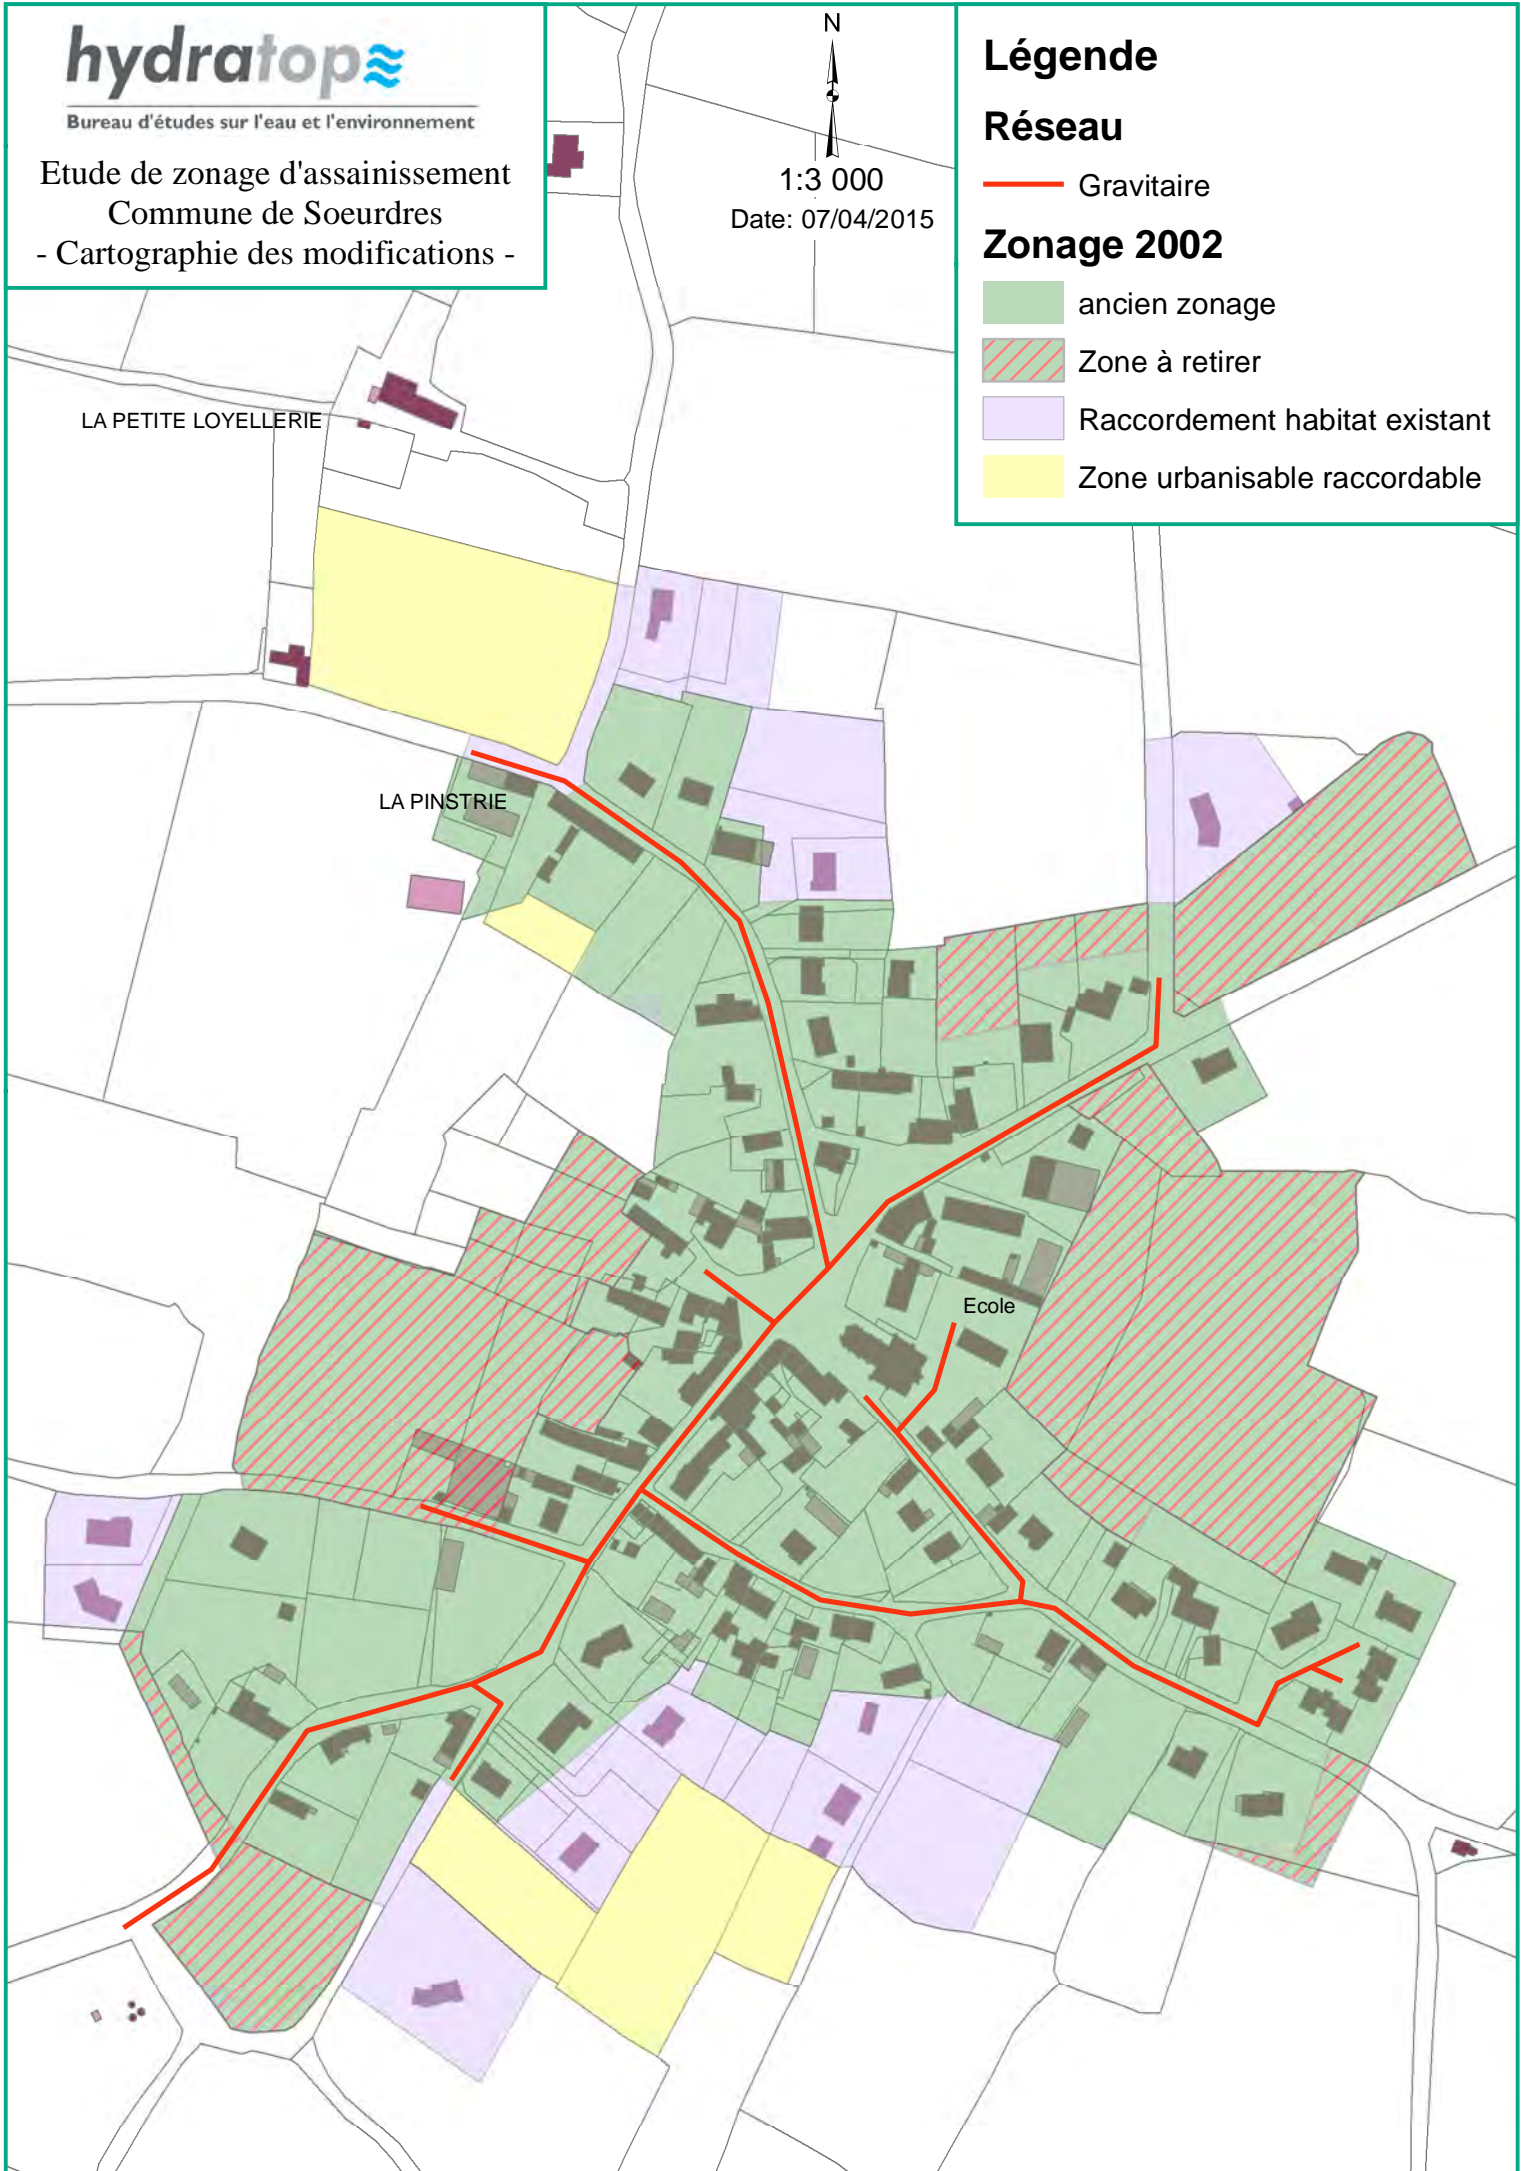 hydratop
Bureau d'études sur l'eau et l'environnement
Etude de zonage d'assainissement
Commune de Soeurdres
- Cartographie des modifications -
N
1:3 000
Date: 07/04/2015
Légende
Réseau
Gravitaire
Zonage 2002
ancien zonage
Zone à retirer
Raccordement habitat existant
Zone urbanisable raccordable
LA PETITE LOYELLERIE
LA PINSTRIE
Ecole